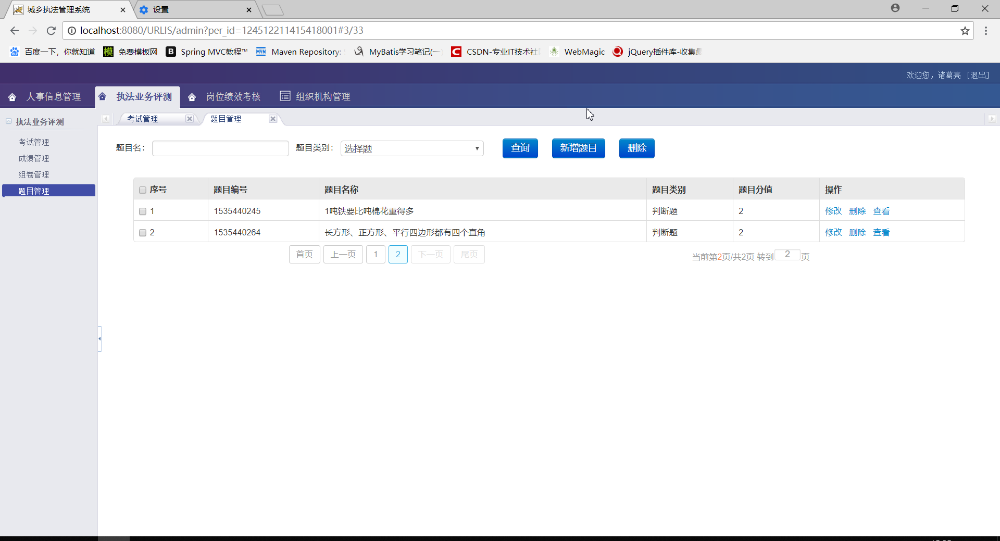 城乡执法管理系统
设置
localhost:8080/URLIS/admin?per_id=124512211415418001#3/33
百度一下，你就知道 免费模板网 Spring MVC教程™ Maven Repository: MyBatis学习笔记(一 CSDN-专业IT技术社 WebMagic jQuery插件库-收集最
欢迎您，诸葛亮 [退出]
人事信息管理 执法业务评测 岗位绩效考核 组织机构管理
执法业务评测
考试管理
成绩管理
组卷管理
题目管理
考试管理 题目管理
题目名： 题目类别： 选择题 查询 新增题目 删除
序号 题目编号 题目名称 题目类别 题目分值 操作
1 1535440245 1吨铁要比吨棉花重得多 判断题 2 修改 删除 查看
2 1535440264 长方形、正方形、平行四边形都有四个直角 判断题 2 修改 删除 查看
首页 上一页 1 2 下一页 尾页 当前第2页/共2页 转到 2 页